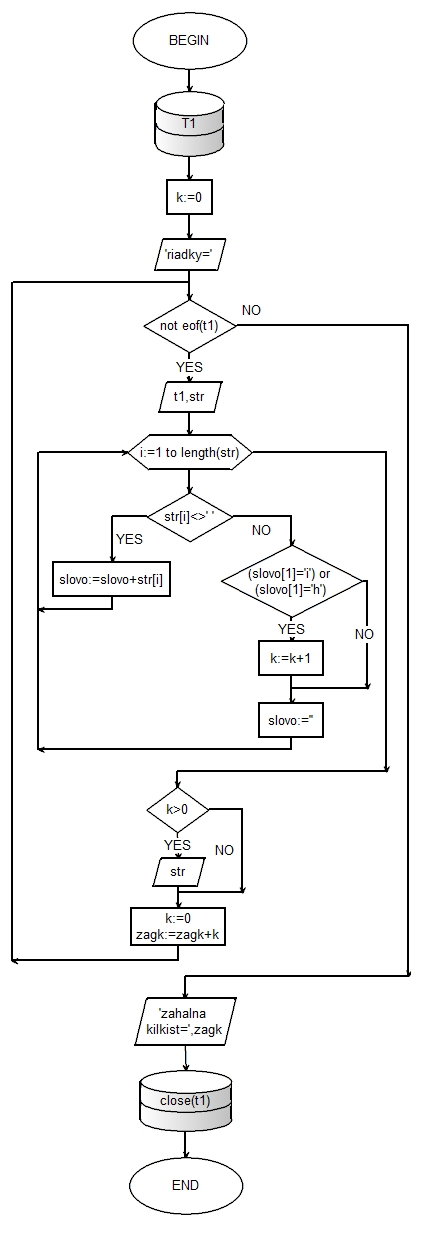 BEGIN
T1
k:=0
'riadky='
not eof(t1)
NO
YES
t1,str
i:=1 to length(str)
str[i]<>' '
YES
NO
slovo:=slovo+str[i]
(slovo[1]='i') or
(slovo[1]='h')
YES
NO
k:=k+1
slovo:=''
k>0
YES
NO
str
k:=0
zagk:=zagk+k
'zahalna
kilkist=',zagk
close(t1)
END